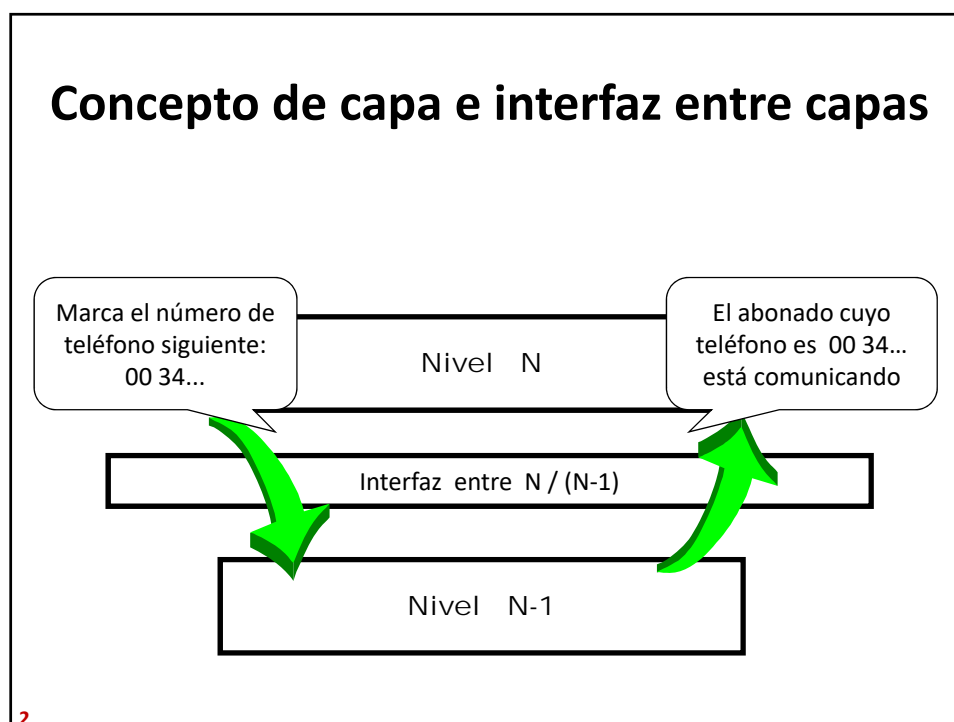 Concepto de capa e interfaz entre capas
Marca el número de
teléfono siguiente:
00 34...
El abonado cuyo
teléfono es 00 34...
está comunicando
Nivel N
Interfaz entre N / (N-1)
Nivel N-1
2